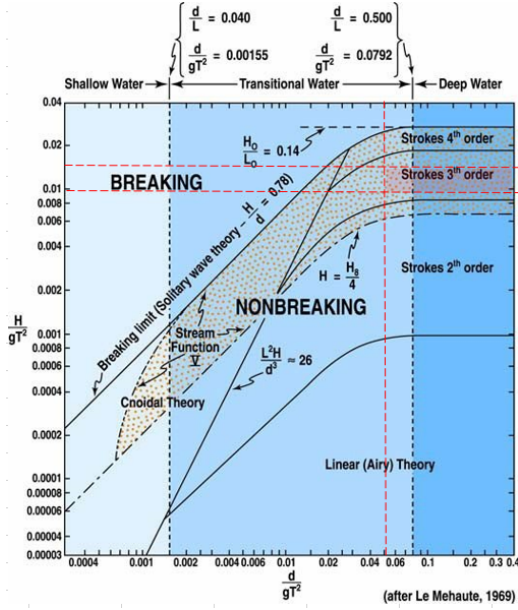 d/L = 0.040
d/L = 0.500
d/gT² = 0.00155
d/gT² = 0.0792
Shallow Water
Transitional Water
Deep Water
0.04
0.02
0.01
0.008
0.006
0.004
0.002
0.001
0.0008
0.0006
0.0004
0.0002
0.0001
0.00008
0.00006
0.00004
0.00003
H/gT²
H₀/L₀ = 0.14
Strokes 4th order
BREAKING
Strokes 3th order
Breaking limit (Solitary wave theory - H/d = 0.78)
H = H₈/4
Strokes 2th order
NONBREAKING
Stream
Function
V
L²H/d³ ≈ 26
Cnoidal Theory
Linear (Airy) Theory
0.0004
0.001
0.002
0.004
0.01
0.02
0.04
0.06
0.1
0.2
0.3
0.4
d/gT²
(after Le Mehaute, 1969)